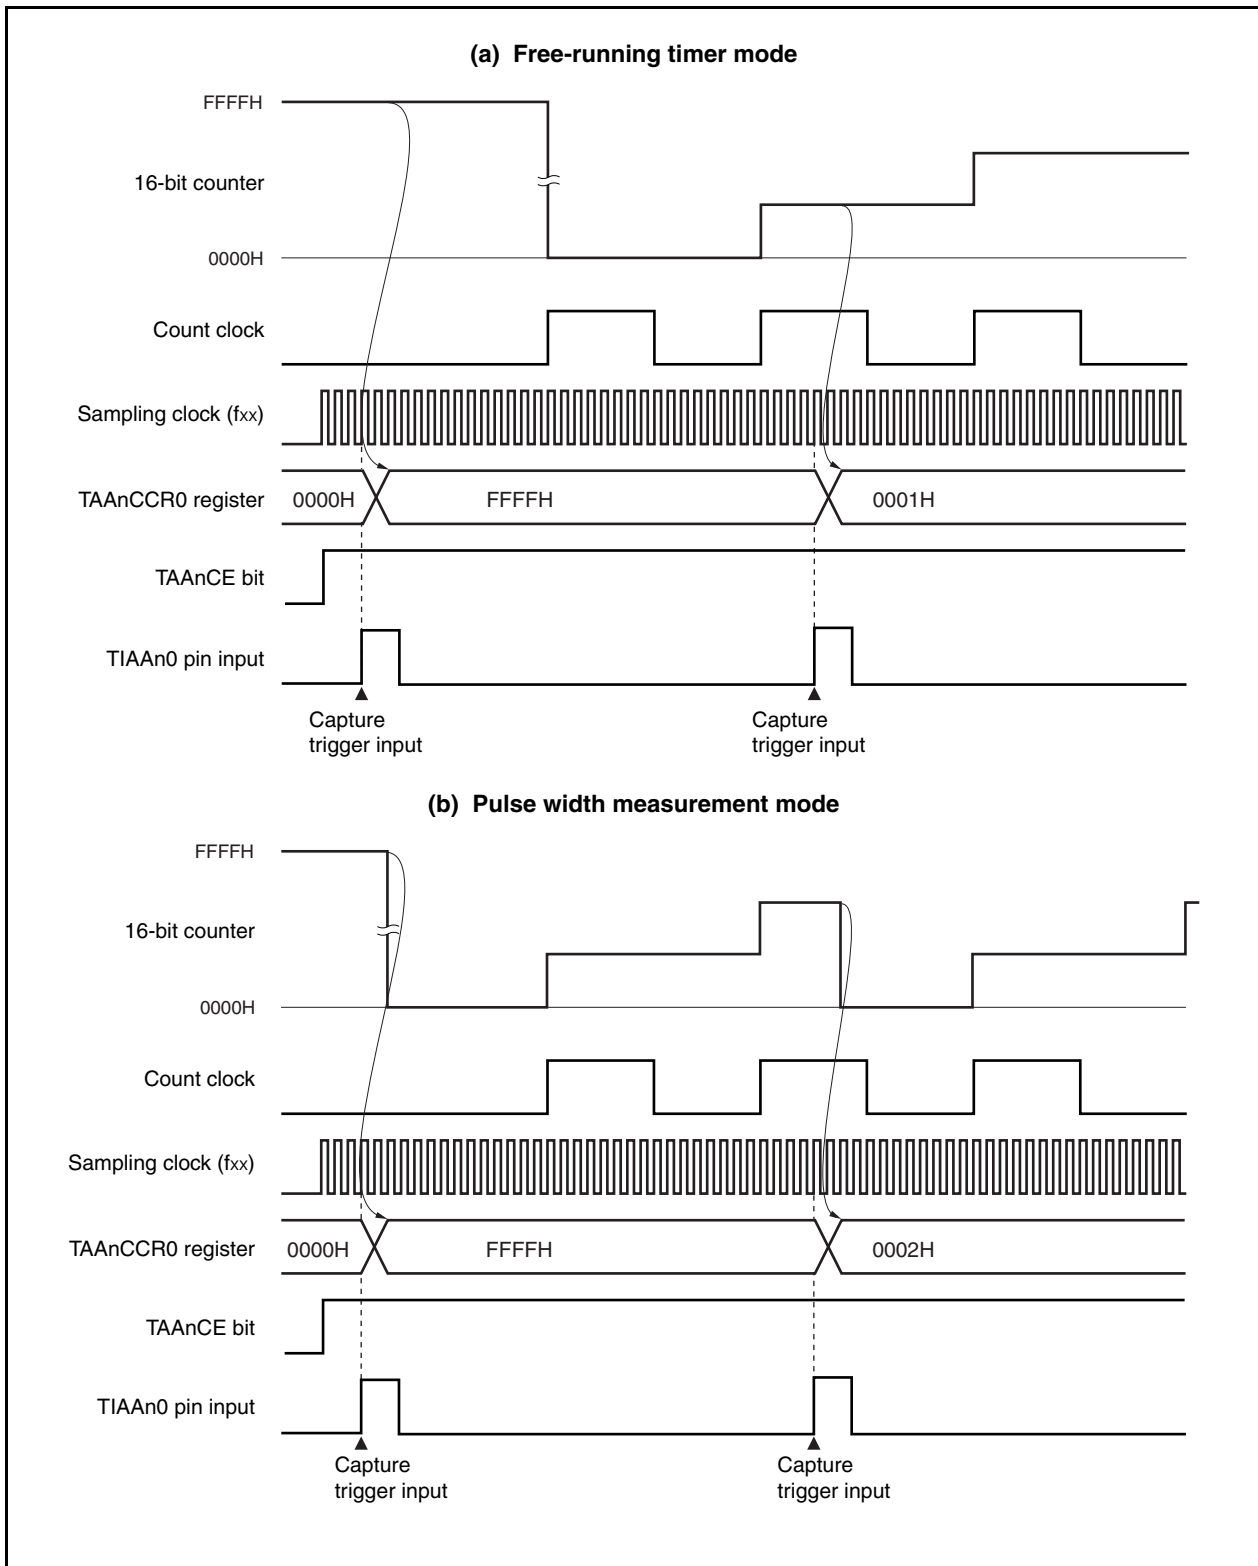 (a) Free-running timer mode
FFFFH
16-bit counter
0000H
Count clock
Sampling clock (fxx)
TAAnCCR0 register
0000H
FFFFH
0001H
TAAnCE bit
TIAAn0 pin input
Capture
trigger input
Capture
trigger input
(b) Pulse width measurement mode
FFFFH
16-bit counter
0000H
Count clock
Sampling clock (fxx)
TAAnCCR0 register
0000H
FFFFH
0002H
TAAnCE bit
TIAAn0 pin input
Capture
trigger input
Capture
trigger input